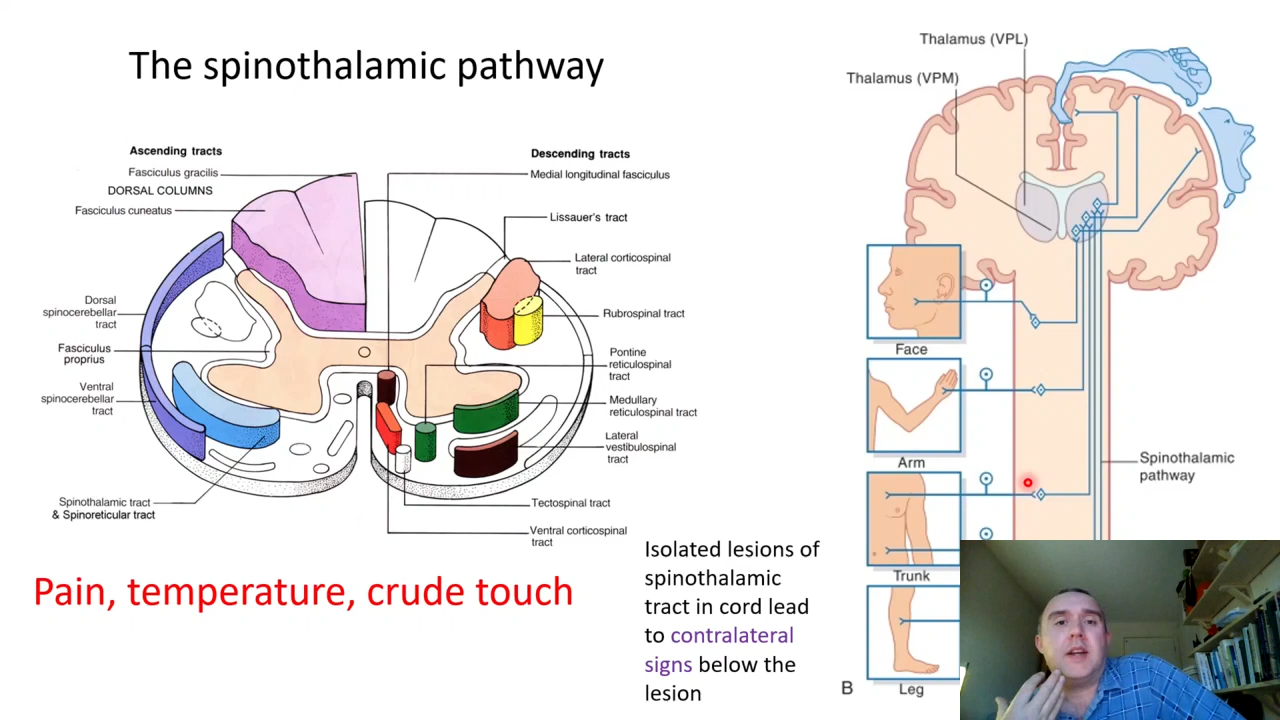 The spinothalamic pathway
Ascending tracts
Fasciculus gracilis
DORSAL COLUMNS
Fasciculus cuneatus
Dorsal
spinocerebellar
tract
Fasciculus
proprius
Ventral
spinocerebellar
tract
Spinothalamic tract
& Spinoreticular tract
Descending tracts
Medial longitudinal fasciculus
Lissauer's tract
Lateral corticospinal
tract
Rubrospinal tract
Pontine
reticulospinal
tract
Medullary
reticulospinal tract
Lateral
vestibulospinal
tract
Tectospinal tract
Ventral corticospinal
tract
Pain, temperature, crude touch
Isolated lesions of
spinothalamic
tract in cord lead
to contralateral
signs below the
lesion
Thalamus (VPL)
Thalamus (VPM)
Face
Arm
Spinothalamic
pathway
Trunk
B
Leg